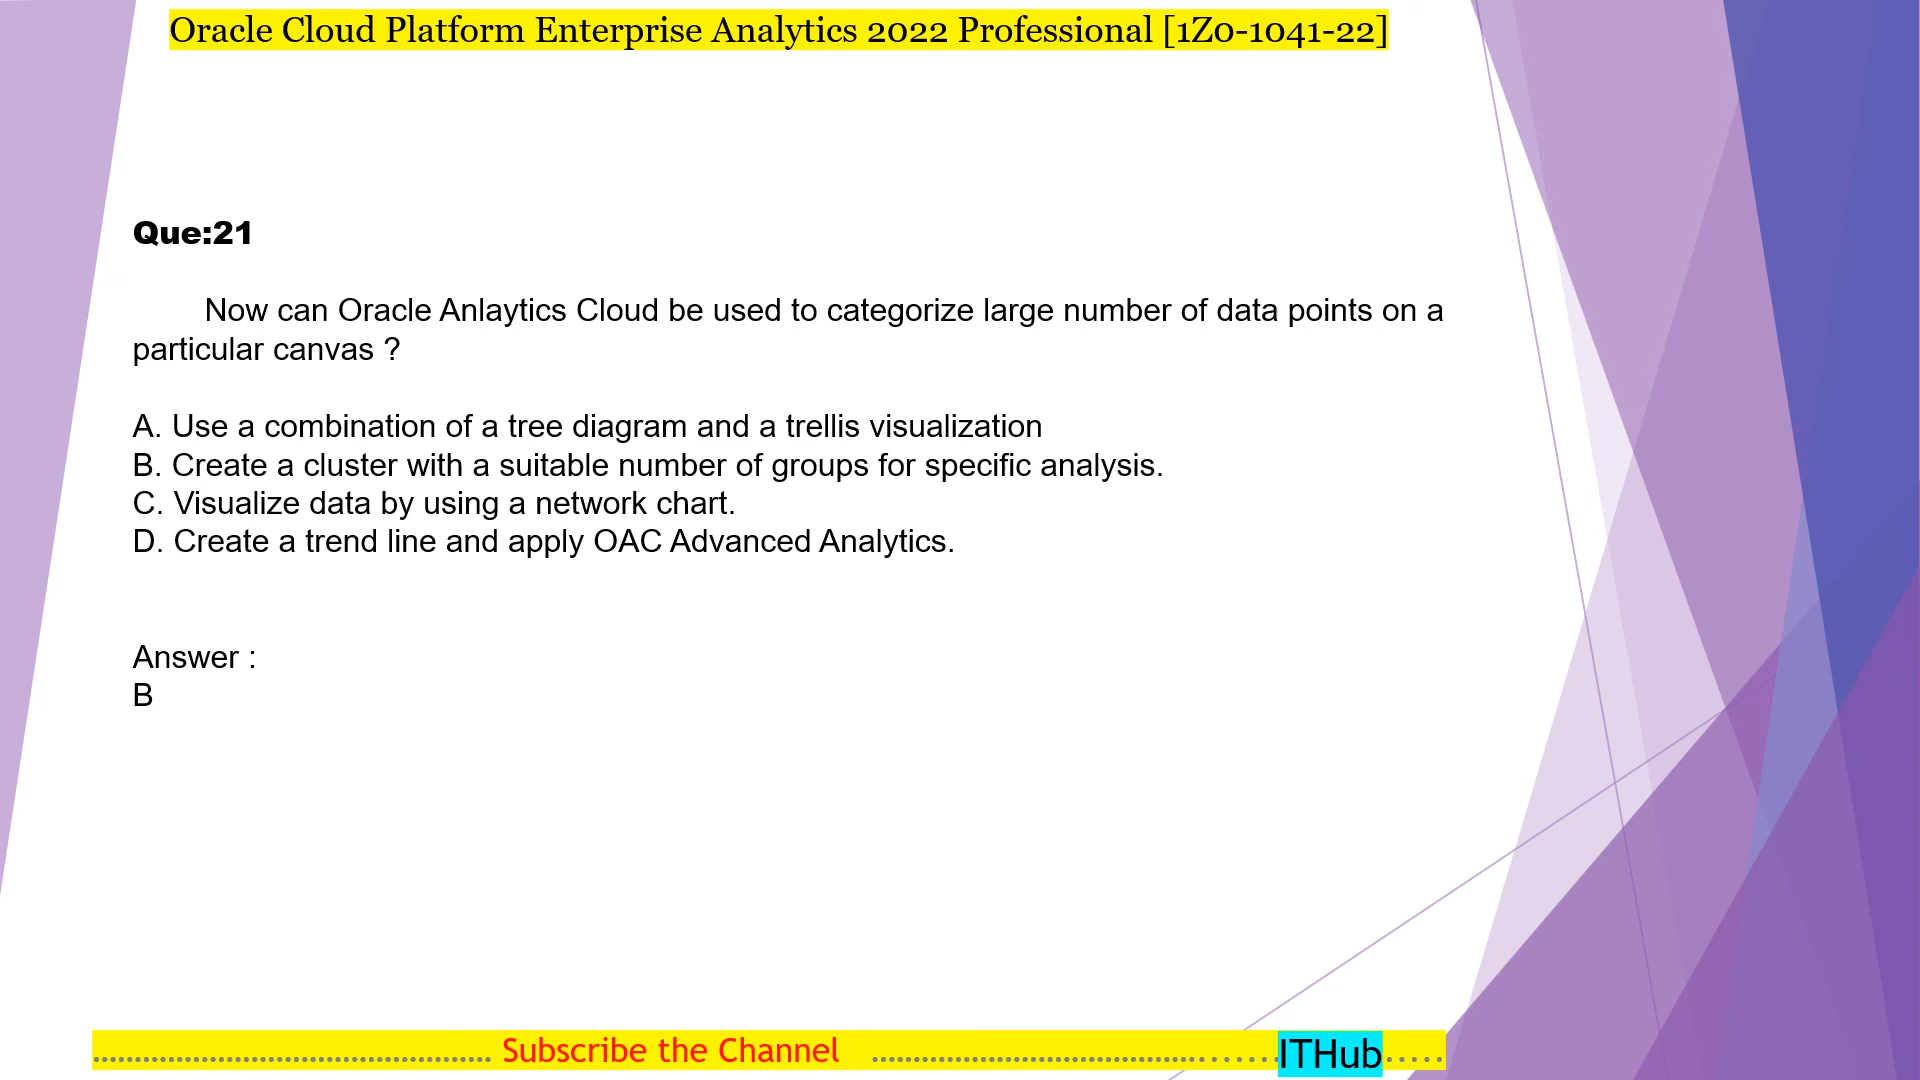 Oracle Cloud Platform Enterprise Analytics 2022 Professional [1Z0-1041-22]
Que:21
Now can Oracle Anlaytics Cloud be used to categorize large number of data points on a
particular canvas ?
A. Use a combination of a tree diagram and a trellis visualization
B. Create a cluster with a suitable number of groups for specific analysis.
C. Visualize data by using a network chart.
D. Create a trend line and apply OAC Advanced Analytics.
Answer :
B
Subscribe the Channel ITHub